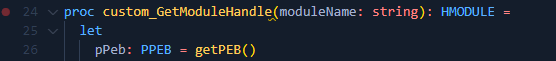 24 proc custom_GetModuleHandle(moduleName: string): HMODULE =
25 let
26 pPeb: PPEB = getPEB()